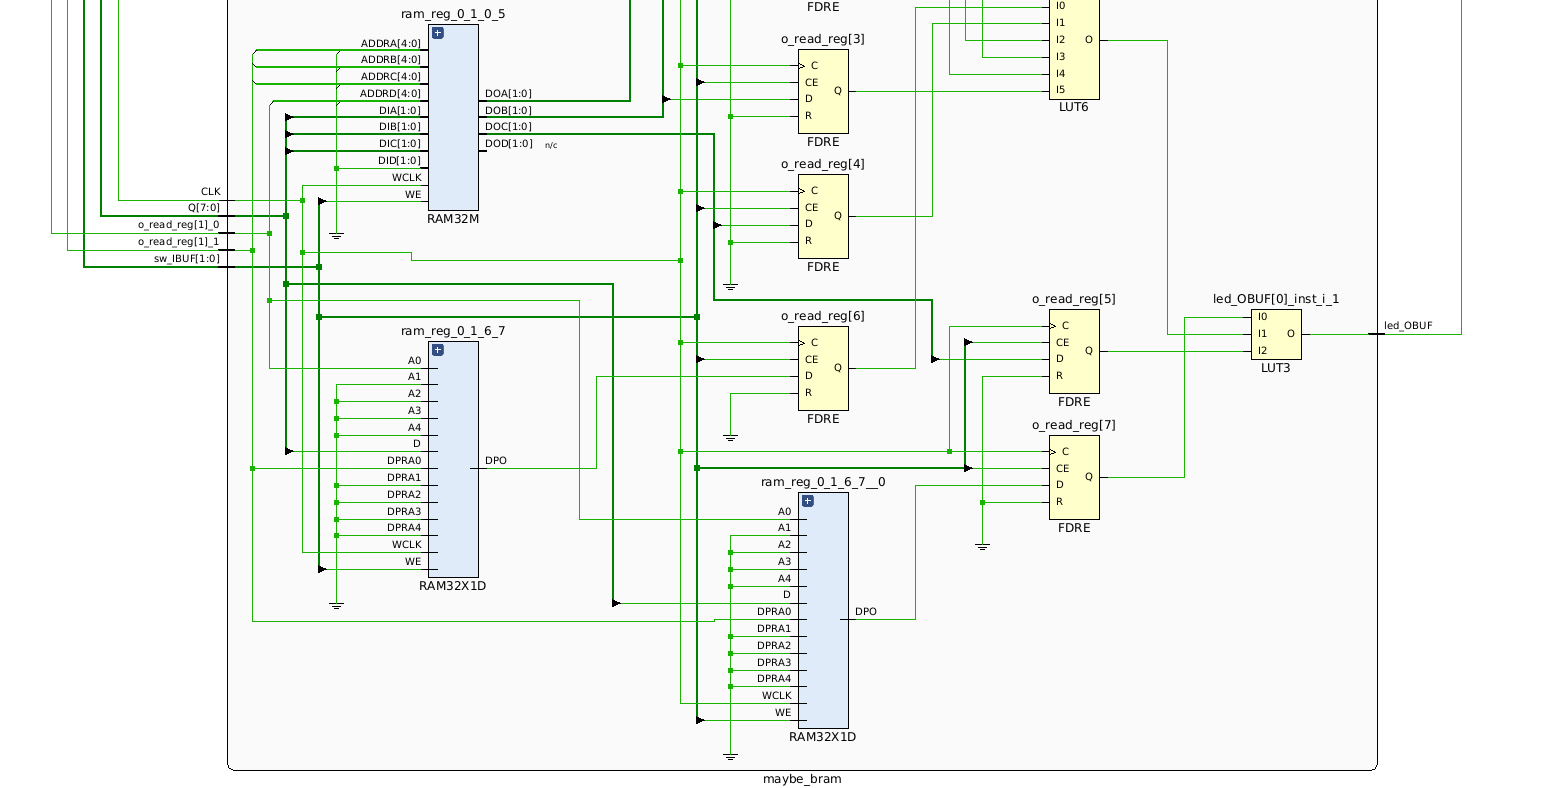 FDRE
I0
I1
I2
I3
I4
I5
O
LUT6
ram_reg_0_1_0_5
ADDRA[4:0]
ADDRB[4:0]
ADDRC[4:0]
ADDRD[4:0]
DIA[1:0]
DIB[1:0]
DIC[1:0]
DID[1:0]
WCLK
WE
DOA[1:0]
DOB[1:0]
DOC[1:0]
DOD[1:0] n/c
RAM32M
o_read_reg[3]
C
CE
D
R
Q
FDRE
o_read_reg[4]
C
CE
D
R
Q
FDRE
CLK
Q[7:0]
o_read_reg[1]_0
o_read_reg[1]_1
sw_IBUF[1:0]
ram_reg_0_1_6_7
A0
A1
A2
A3
A4
D
DPRA0
DPRA1
DPRA2
DPRA3
DPRA4
WCLK
WE
DPO
RAM32X1D
o_read_reg[6]
C
CE
D
R
Q
FDRE
o_read_reg[5]
C
CE
D
R
Q
FDRE
led_OBUF[0]_inst_i_1
I0
I1
I2
O
LUT3
led_OBUF
o_read_reg[7]
C
CE
D
R
Q
FDRE
ram_reg_0_1_6_7__0
A0
A1
A2
A3
A4
D
DPRA0
DPRA1
DPRA2
DPRA3
DPRA4
WCLK
WE
DPO
RAM32X1D
maybe_bram